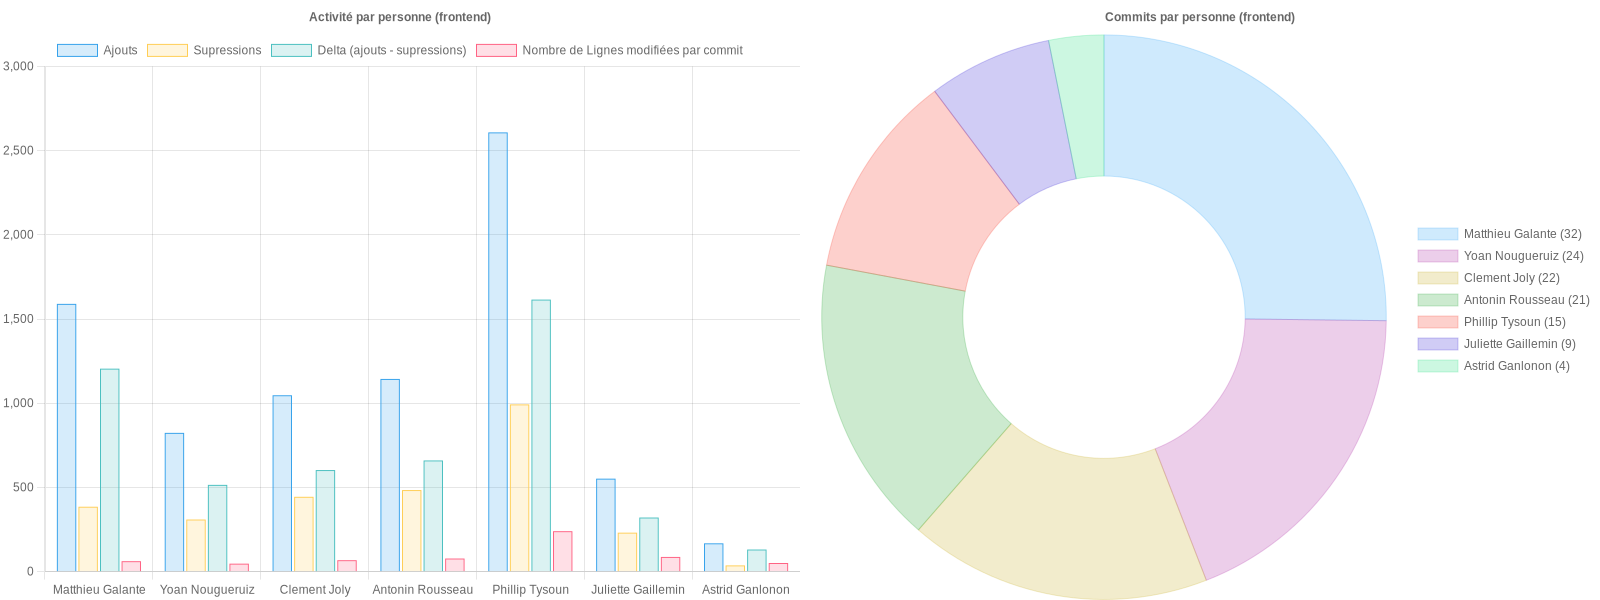 Activité par personne (frontend)
Ajouts Supressions Delta (ajouts - supressions) Nombre de Lignes modifiées par commit
3,000
2,500
2,000
1,500
1,000
500
0
Matthieu Galante Yoan Nougueruiz Clement Joly Antonin Rousseau Phillip Tysoun Juliette Gaillemin Astrid Ganlonon
Commits par personne (frontend)
Matthieu Galante (32)
Yoan Nougueruiz (24)
Clement Joly (22)
Antonin Rousseau (21)
Phillip Tysoun (15)
Juliette Gaillemin (9)
Astrid Ganlonon (4)